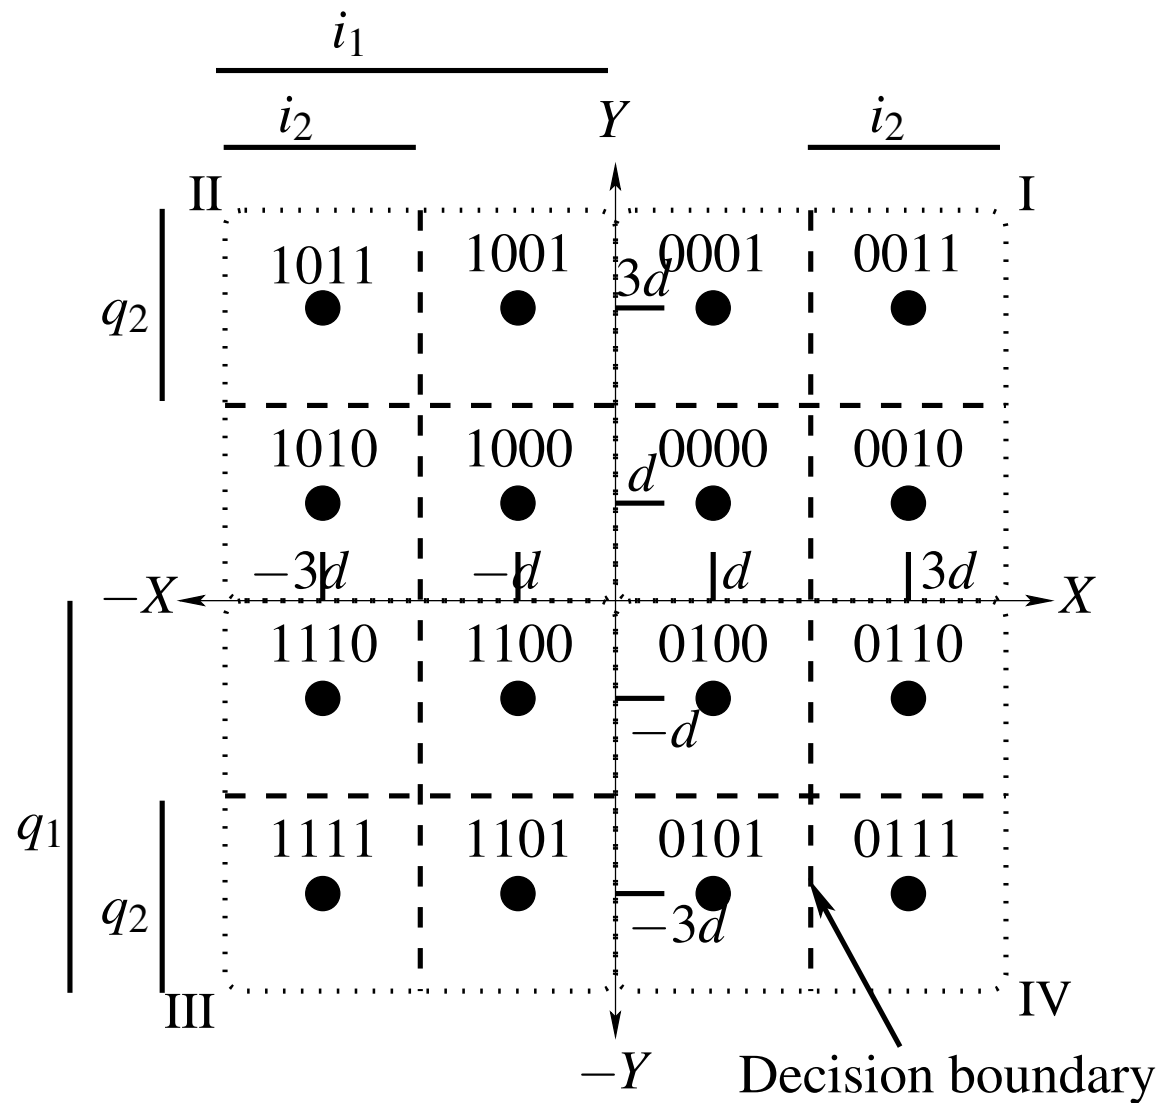 i₁
i₂ Y i₂
II I
1011 1001 0001 0011
q₂ 3d
1010 1000 0000 0010
d
−3d −d d 3d
−X X
1110 1100 0100 0110
−d
q₁ 1111 1101 0101 0111
q₂ −3d
III IV
−Y Decision boundary